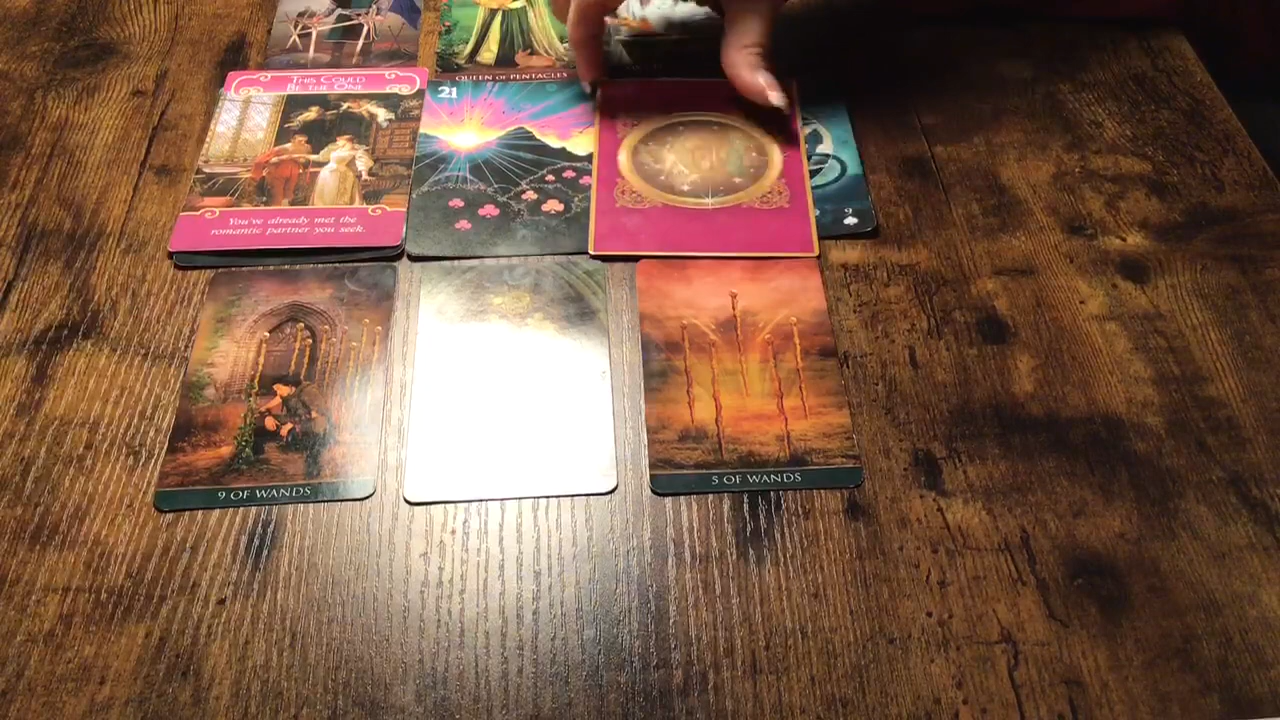 QUEEN OF PENTACLES
THIS COULD
BE THE ONE
21
You've already met the
romantic partner you seek.
9
9 OF WANDS
5 OF WANDS